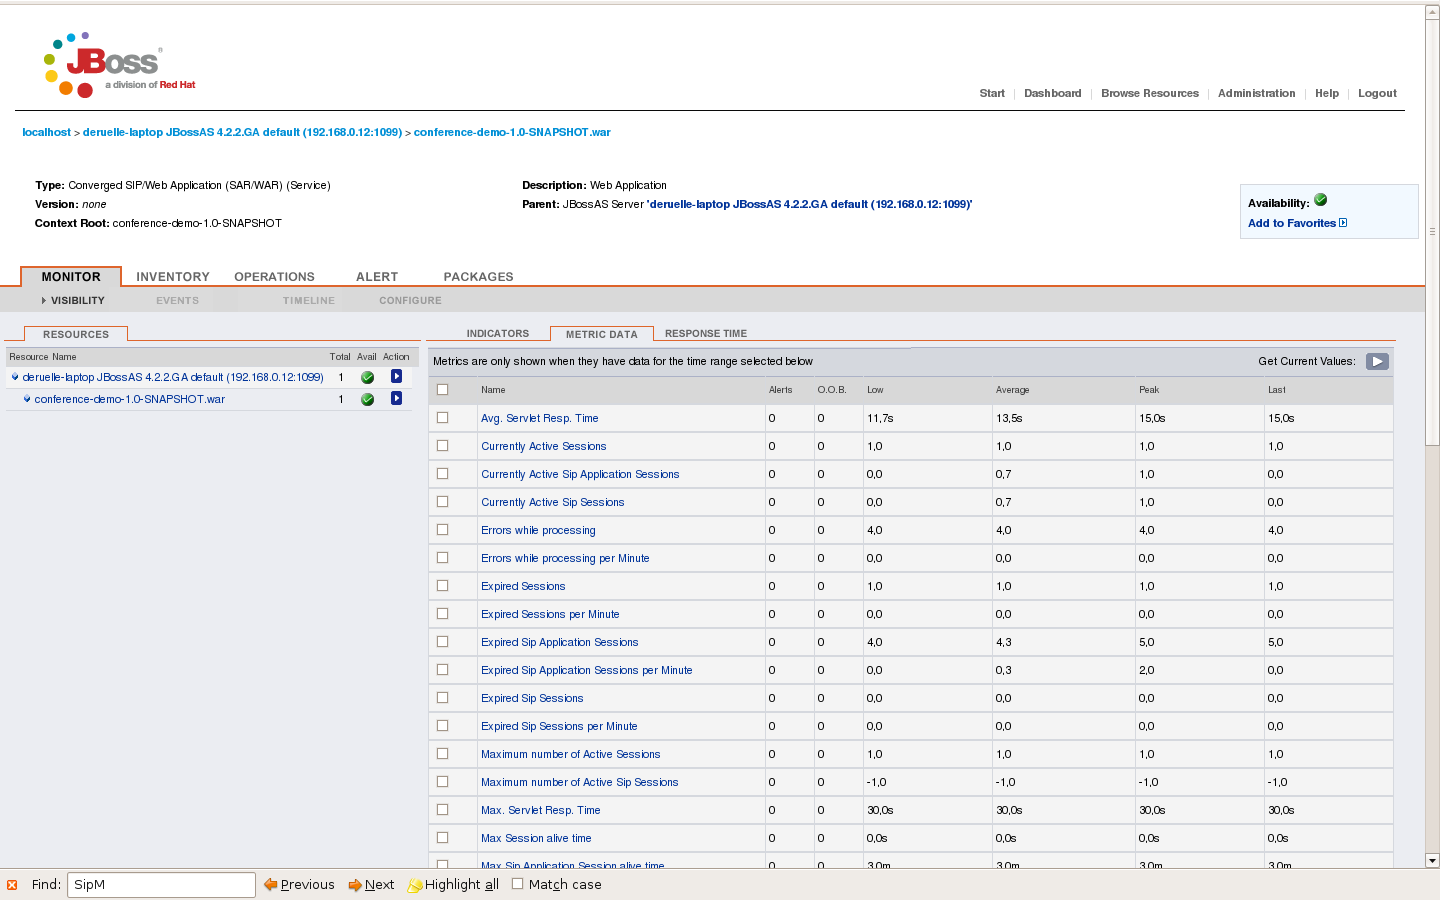 JBoss®
a division of Red Hat
Start Dashboard Browse Resources Administration Help Logout
localhost > deruelle-laptop JBossAS 4.2.2.GA default (192.168.0.12:1099) > conference-demo-1.0-SNAPSHOT.war
Type: Converged SIP/Web Application (SAR/WAR) (Service)
Version: none
Context Root: conference-demo-1.0-SNAPSHOT
Description: Web Application
Parent: JBossAS Server 'deruelle-laptop JBossAS 4.2.2.GA default (192.168.0.12:1099)'
Availability:
Add to Favorites
MONITOR INVENTORY OPERATIONS ALERT PACKAGES
VISIBILITY EVENTS TIMELINE CONFIGURE
RESOURCES
Resource Name Total Avail Action
deruelle-laptop JBossAS 4.2.2.GA default (192.168.0.12:1099) 1
conference-demo-1.0-SNAPSHOT.war 1
INDICATORS METRIC DATA RESPONSE TIME
Metrics are only shown when they have data for the time range selected below Get Current Values:
Name Alerts O.O.B. Low Average Peak Last
Avg. Servlet Resp. Time 0 0 11,7s 13,5s 15,0s 15,0s
Currently Active Sessions 0 0 1,0 1,0 1,0 1,0
Currently Active Sip Application Sessions 0 0 0,0 0,7 1,0 0,0
Currently Active Sip Sessions 0 0 0,0 0,7 1,0 0,0
Errors while processing 0 0 4,0 4,0 4,0 4,0
Errors while processing per Minute 0 0 0,0 0,0 0,0 0,0
Expired Sessions 0 0 1,0 1,0 1,0 1,0
Expired Sessions per Minute 0 0 0,0 0,0 0,0 0,0
Expired Sip Application Sessions 0 0 4,0 4,3 5,0 5,0
Expired Sip Application Sessions per Minute 0 0 0,0 0,3 2,0 0,0
Expired Sip Sessions 0 0 0,0 0,0 0,0 0,0
Expired Sip Sessions per Minute 0 0 0,0 0,0 0,0 0,0
Maximum number of Active Sessions 0 0 1,0 1,0 1,0 1,0
Maximum number of Active Sip Sessions 0 0 -1,0 -1,0 -1,0 -1,0
Max. Servlet Resp. Time 0 0 30,0s 30,0s 30,0s 30,0s
Max Session alive time 0 0 0,0s 0,0s 0,0s 0,0s
Max Sip Application Session alive time 0 0 3,0m 3,0m 3,0m 3,0m
Find: SipM Previous Next Highlight all Match case